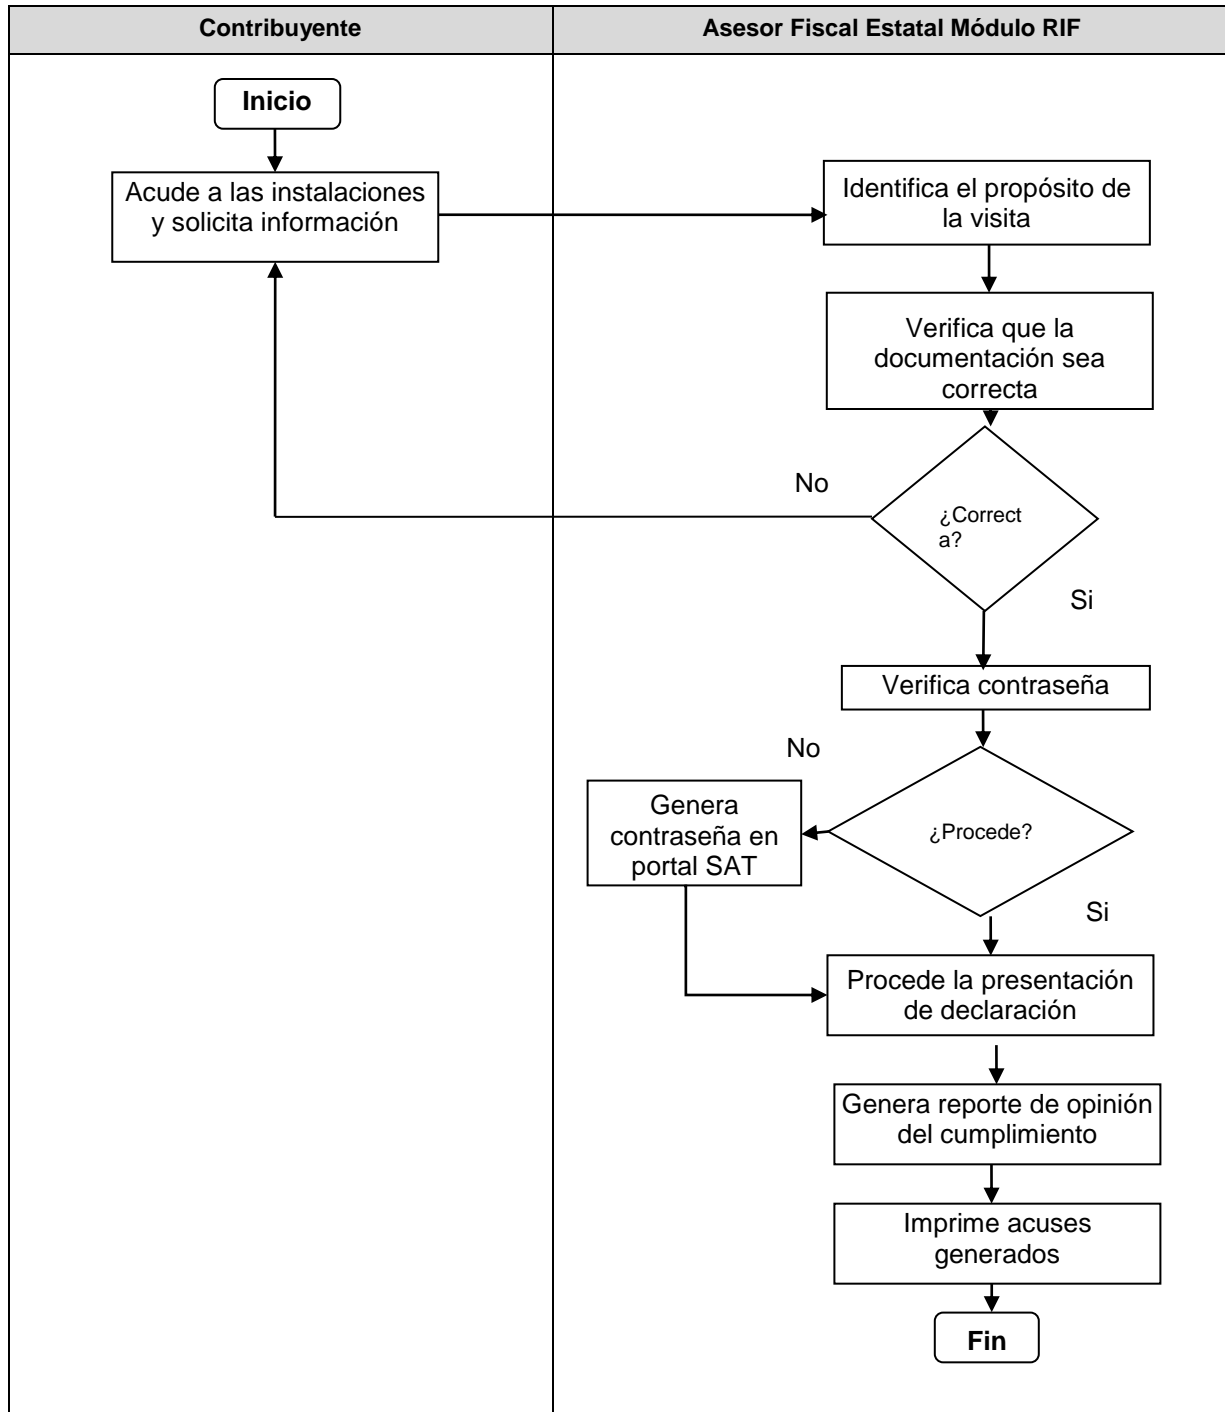 Contribuyente
Asesor Fiscal Estatal Módulo RIF
Inicio
Acude a las instalaciones
y solicita información
Identifica el propósito de
la visita
Verifica que la
documentación sea
correcta
No
¿Correct
a?
Si
Verifica contraseña
No
Genera
contraseña en
portal SAT
¿Procede?
Si
Procede la presentación
de declaración
Genera reporte de opinión
del cumplimiento
Imprime acuses
generados
Fin